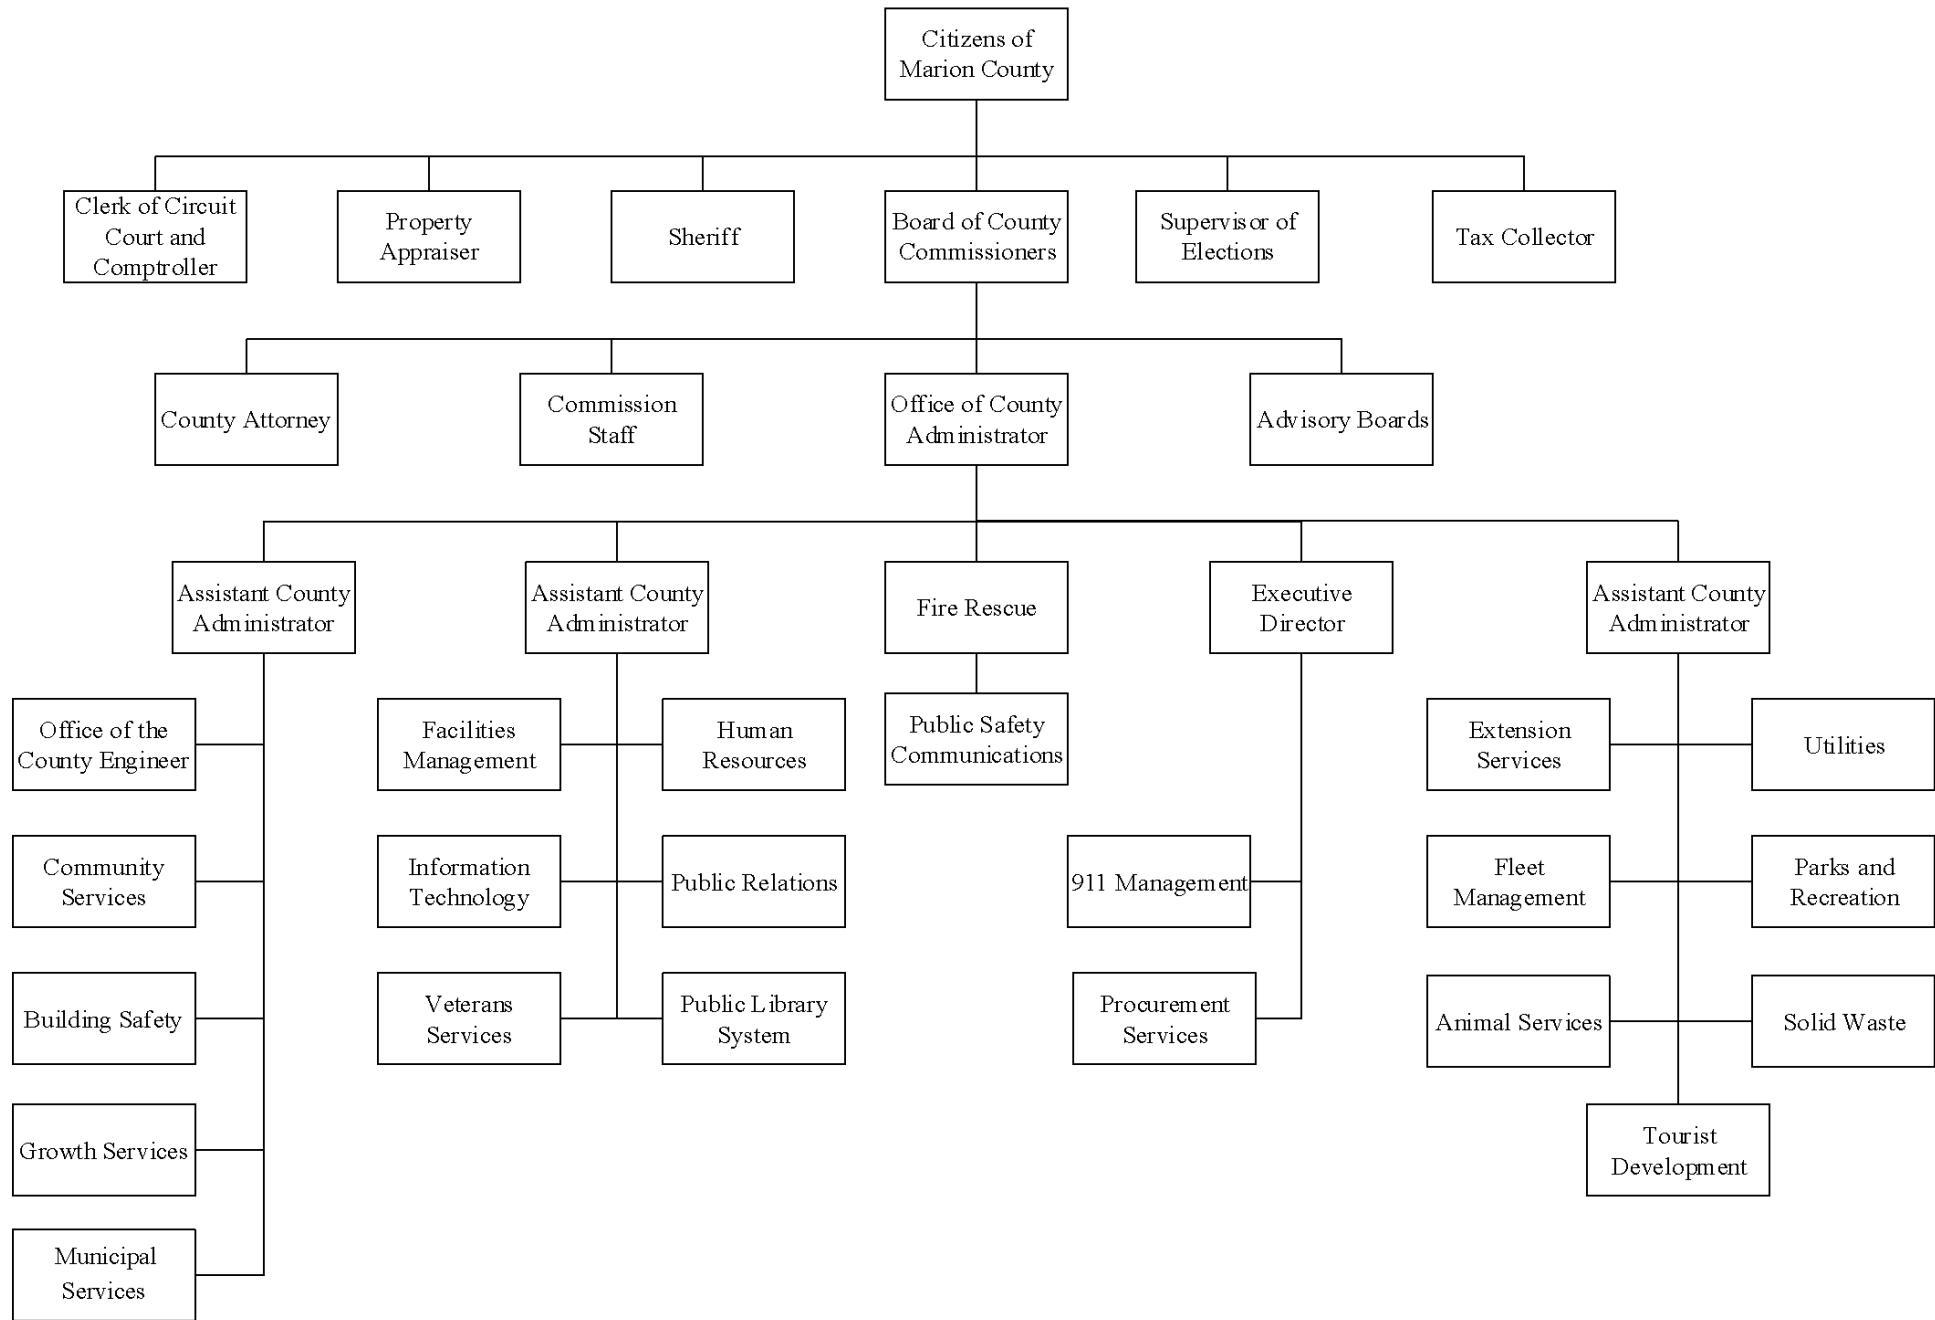 Citizens of
Marion County
Clerk of Circuit
Court and
Comptroller
Property
Appraiser
Sheriff
Board of County
Commissioners
Supervisor of
Elections
Tax Collector
County Attorney
Commission
Staff
Office of County
Administrator
Advisory Boards
Assistant County
Administrator
Assistant County
Administrator
Fire Rescue
Executive
Director
Assistant County
Administrator
Office of the
County Engineer
Facilities
Management
Human
Resources
Public Safety
Communications
Extension
Services
Utilities
Community
Services
Information
Technology
Public Relations
911 Management
Fleet
Management
Parks and
Recreation
Building Safety
Veterans
Services
Public Library
System
Procurement
Services
Animal Services
Solid Waste
Growth Services
Tourist
Development
Municipal
Services